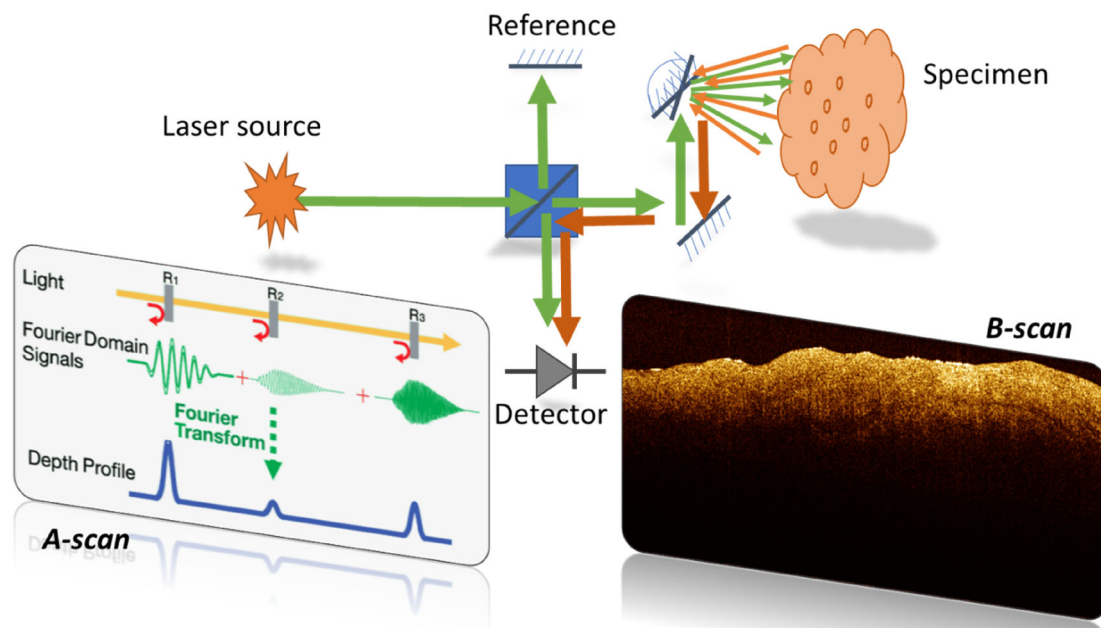 Reference
Specimen
Laser source
Light
R1
R2
R3
Fourier Domain
Signals
+
+
Fourier
Transform
Depth Profile
A-scan
Detector
B-scan